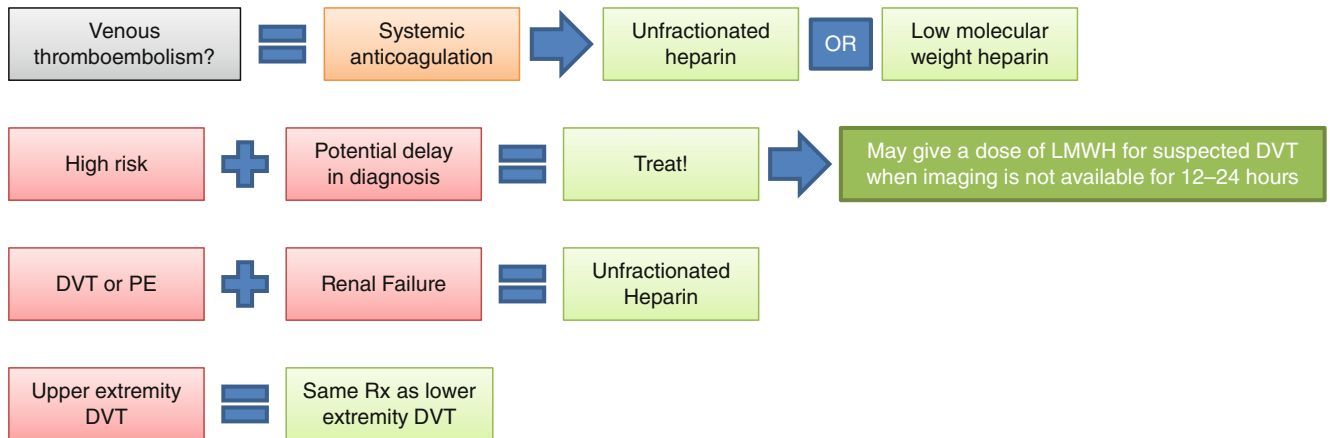 Venous
thromboembolism?
Systemic
anticoagulation
Unfractionated
heparin
OR
Low molecular
weight heparin
High risk
Potential delay
in diagnosis
Treat!
May give a dose of LMWH for suspected DVT
when imaging is not available for 12–24 hours
DVT or PE
Renal Failure
Unfractionated
Heparin
Upper extremity
DVT
Same Rx as lower
extremity DVT